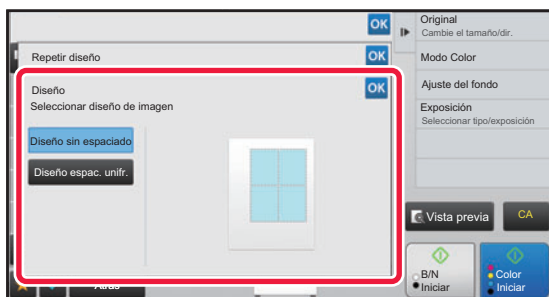 OK
Repetir diseño
OK
Diseño
OK
Seleccionar diseño de imagen
Diseño sin espaciado
Diseño espac. unifr.
Atrás
Original
Cambie el tamaño/dir.
Modo Color
Ajuste del fondo
Exposición
Seleccionar tipo/exposición
Vista previa
CA
B/N
Iniciar
Color
Iniciar